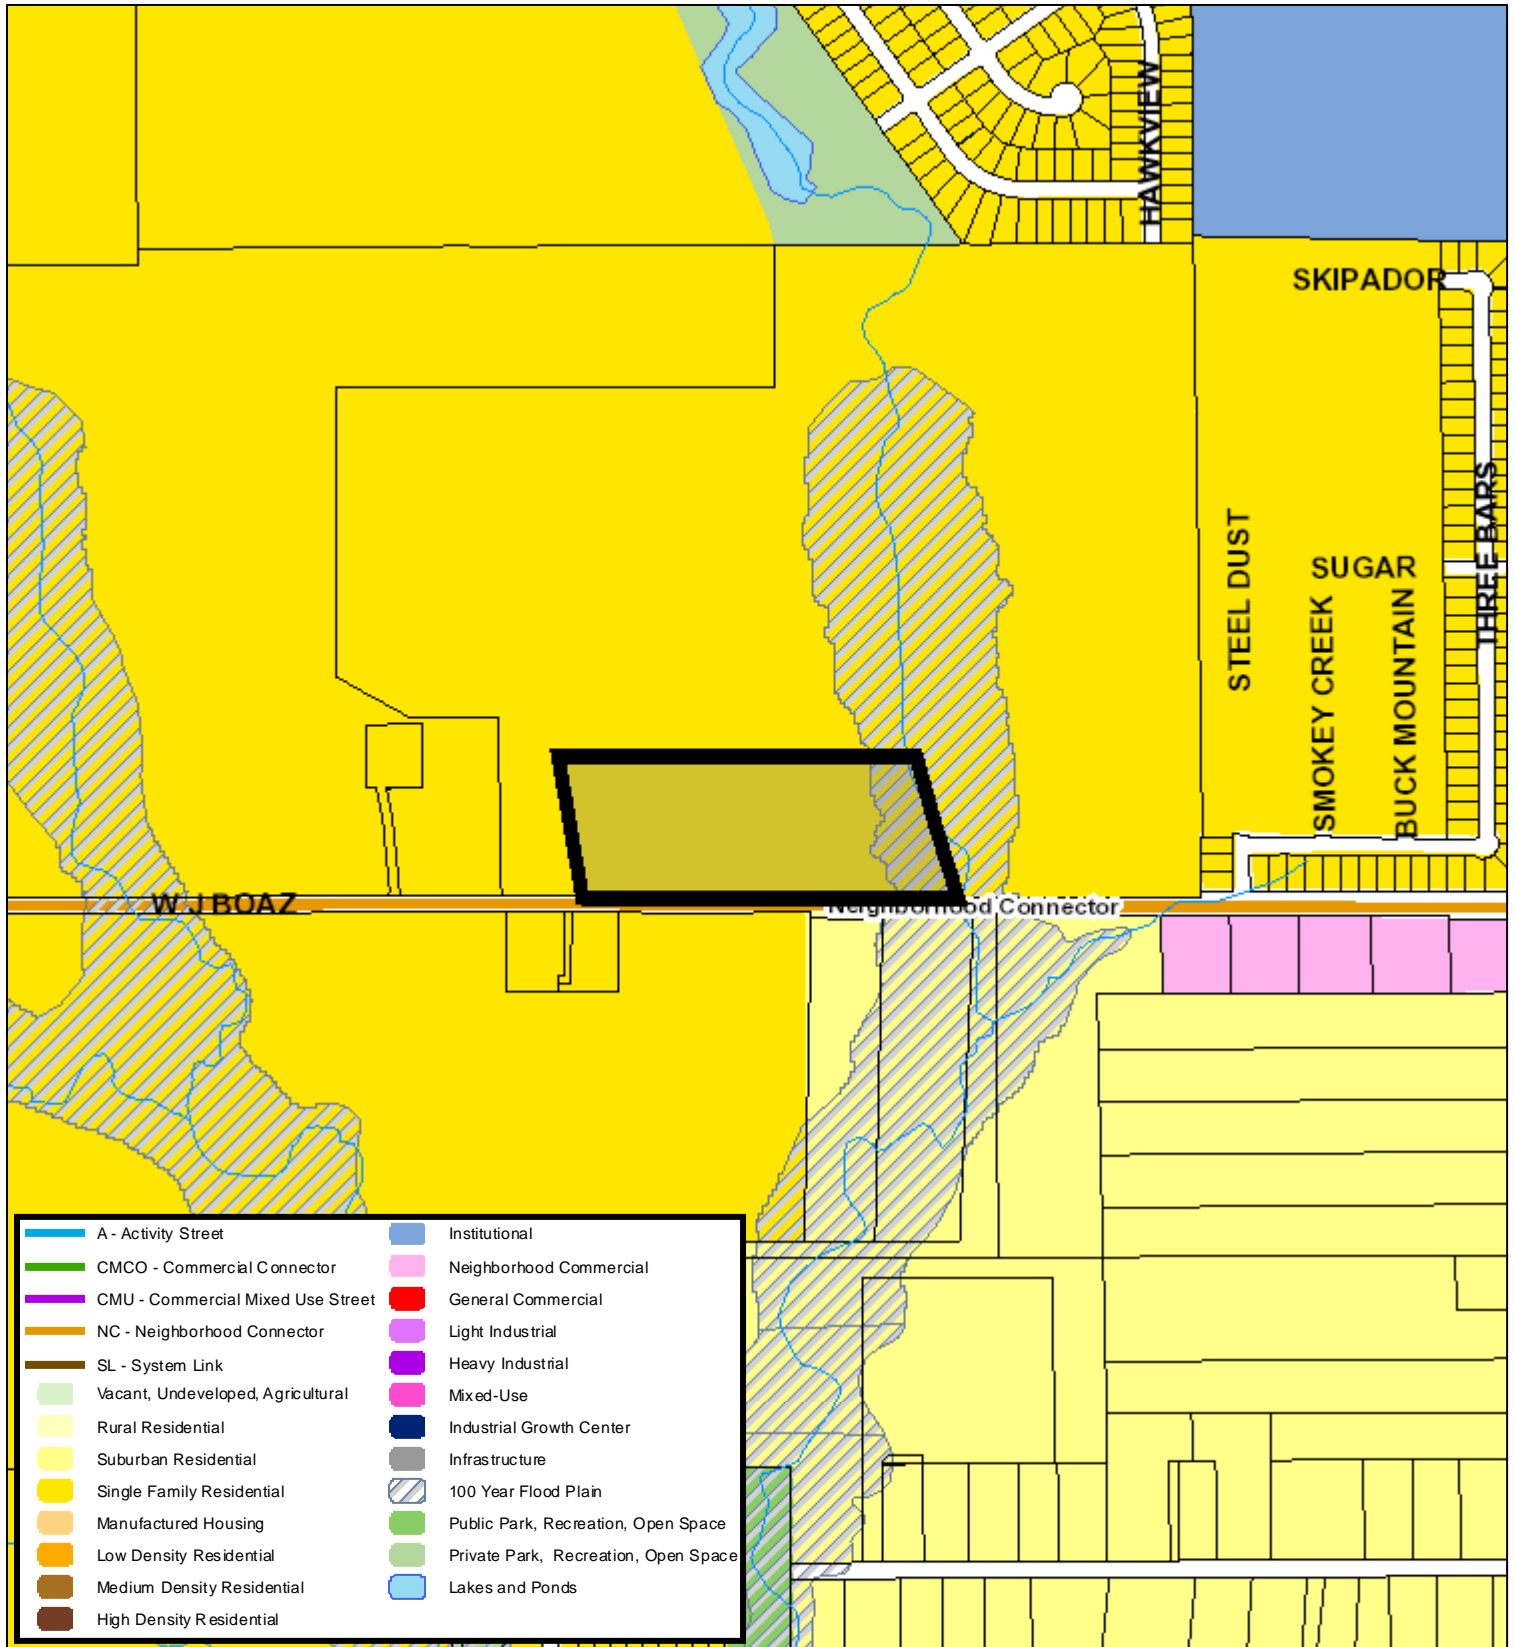 HAWKVIEW
SKIPADOR
THREE BARS
STEEL DUST
SUGAR
SMOKEY CREEK
BUCK MOUNTAIN
W J BOAZ
Neighborhood Connector
A - Activity Street
CMCO - Commercial Connector
CMU - Commercial Mixed Use Street
NC - Neighborhood Connector
SL - System Link
Vacant, Undeveloped, Agricultural
Rural Residential
Suburban Residential
Single Family Residential
Manufactured Housing
Low Density Residential
Medium Density Residential
High Density Residential
Institutional
Neighborhood Commercial
General Commercial
Light Industrial
Heavy Industrial
Mixed-Use
Industrial Growth Center
Infrastructure
100 Year Flood Plain
Public Park, Recreation, Open Space
Private Park, Recreation, Open Space
Lakes and Ponds